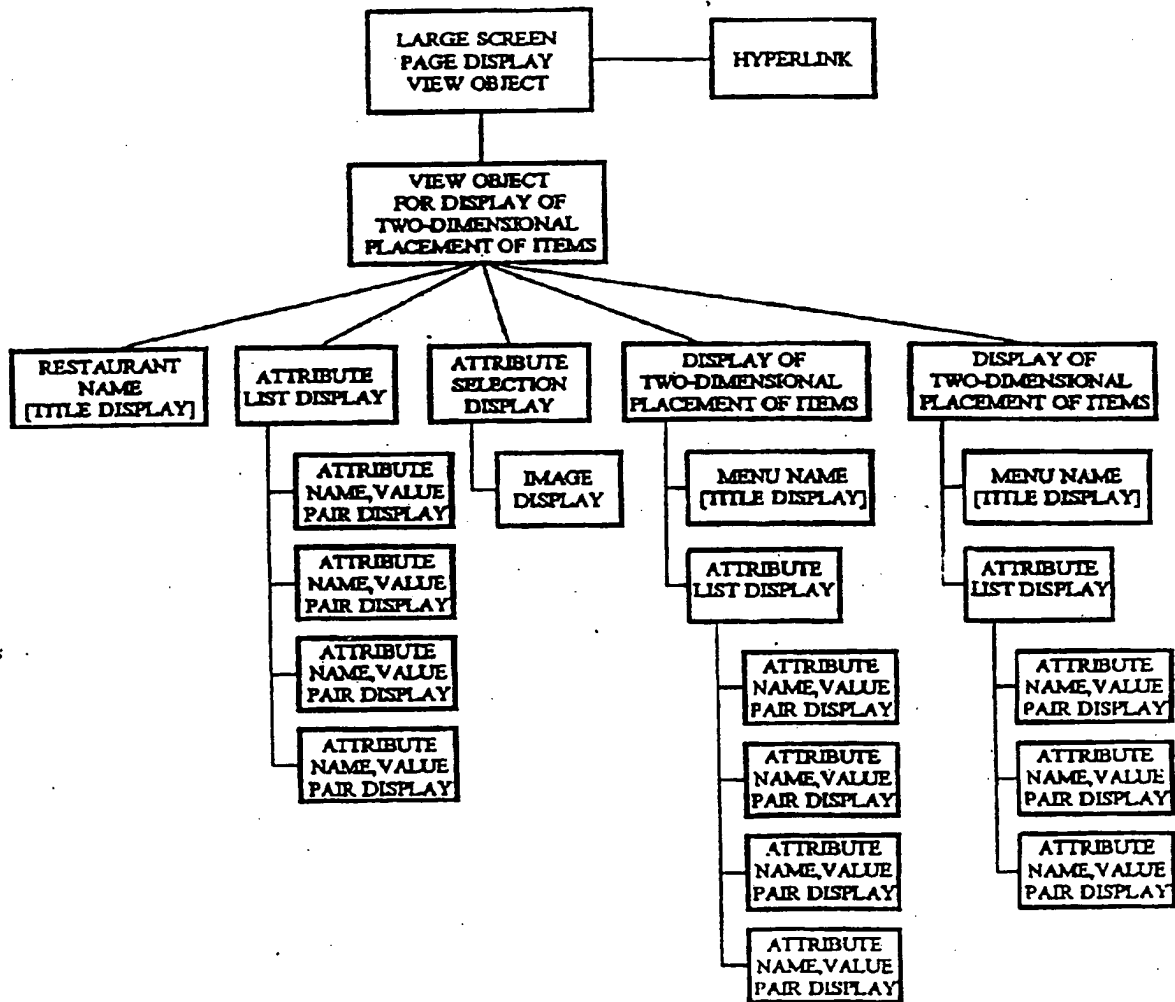 LARGE SCREEN
PAGE DISPLAY
VIEW OBJECT
HYPERLINK
VIEW OBJECT
FOR DISPLAY OF
TWO-DIMENSIONAL
PLACEMENT OF ITEMS
RESTAURANT
NAME
[TITLE DISPLAY]
ATTRIBUTE
LIST DISPLAY
ATTRIBUTE
NAME,VALUE
PAIR DISPLAY
ATTRIBUTE
NAME,VALUE
PAIR DISPLAY
ATTRIBUTE
NAME,VALUE
PAIR DISPLAY
ATTRIBUTE
NAME,VALUE
PAIR DISPLAY
ATTRIBUTE
SELECTION
DISPLAY
IMAGE
DISPLAY
DISPLAY OF
TWO-DIMENSIONAL
PLACEMENT OF ITEMS
MENU NAME
[TITLE DISPLAY]
ATTRIBUTE
LIST DISPLAY
ATTRIBUTE
NAME,VALUE
PAIR DISPLAY
ATTRIBUTE
NAME,VALUE
PAIR DISPLAY
ATTRIBUTE
NAME,VALUE
PAIR DISPLAY
ATTRIBUTE
NAME,VALUE
PAIR DISPLAY
DISPLAY OF
TWO-DIMENSIONAL
PLACEMENT OF ITEMS
MENU NAME
[TITLE DISPLAY]
ATTRIBUTE
LIST DISPLAY
ATTRIBUTE
NAME,VALUE
PAIR DISPLAY
ATTRIBUTE
NAME,VALUE
PAIR DISPLAY
ATTRIBUTE
NAME,VALUE
PAIR DISPLAY